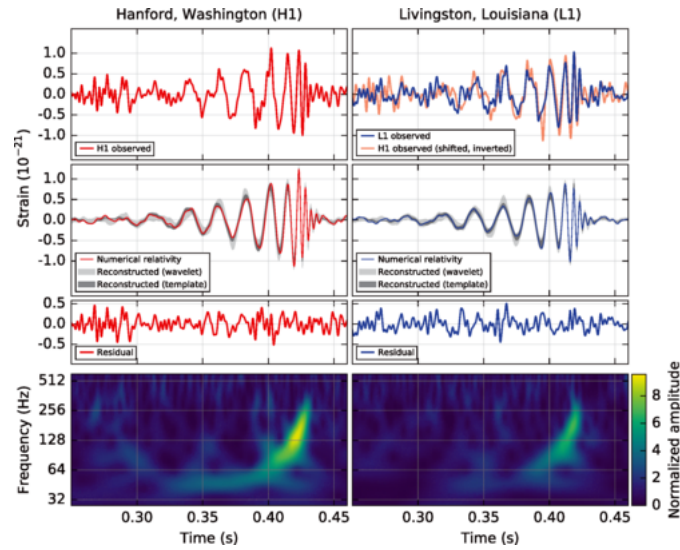 Hanford, Washington (H1)
Livingston, Louisiana (L1)
Strain (10⁻²¹)
1.0
0.5
0.0
-0.5
-1.0
H1 observed
L1 observed
H1 observed (shifted, inverted)
1.0
0.5
0.0
-0.5
-1.0
Numerical relativity
Reconstructed (wavelet)
Reconstructed (template)
Numerical relativity
Reconstructed (wavelet)
Reconstructed (template)
0.5
0.0
-0.5
Residual
Residual
Frequency (Hz)
512
256
128
64
32
Normalized amplitude
8
6
4
2
0
0.30
0.35
0.40
0.45
0.30
0.35
0.40
0.45
Time (s)
Time (s)